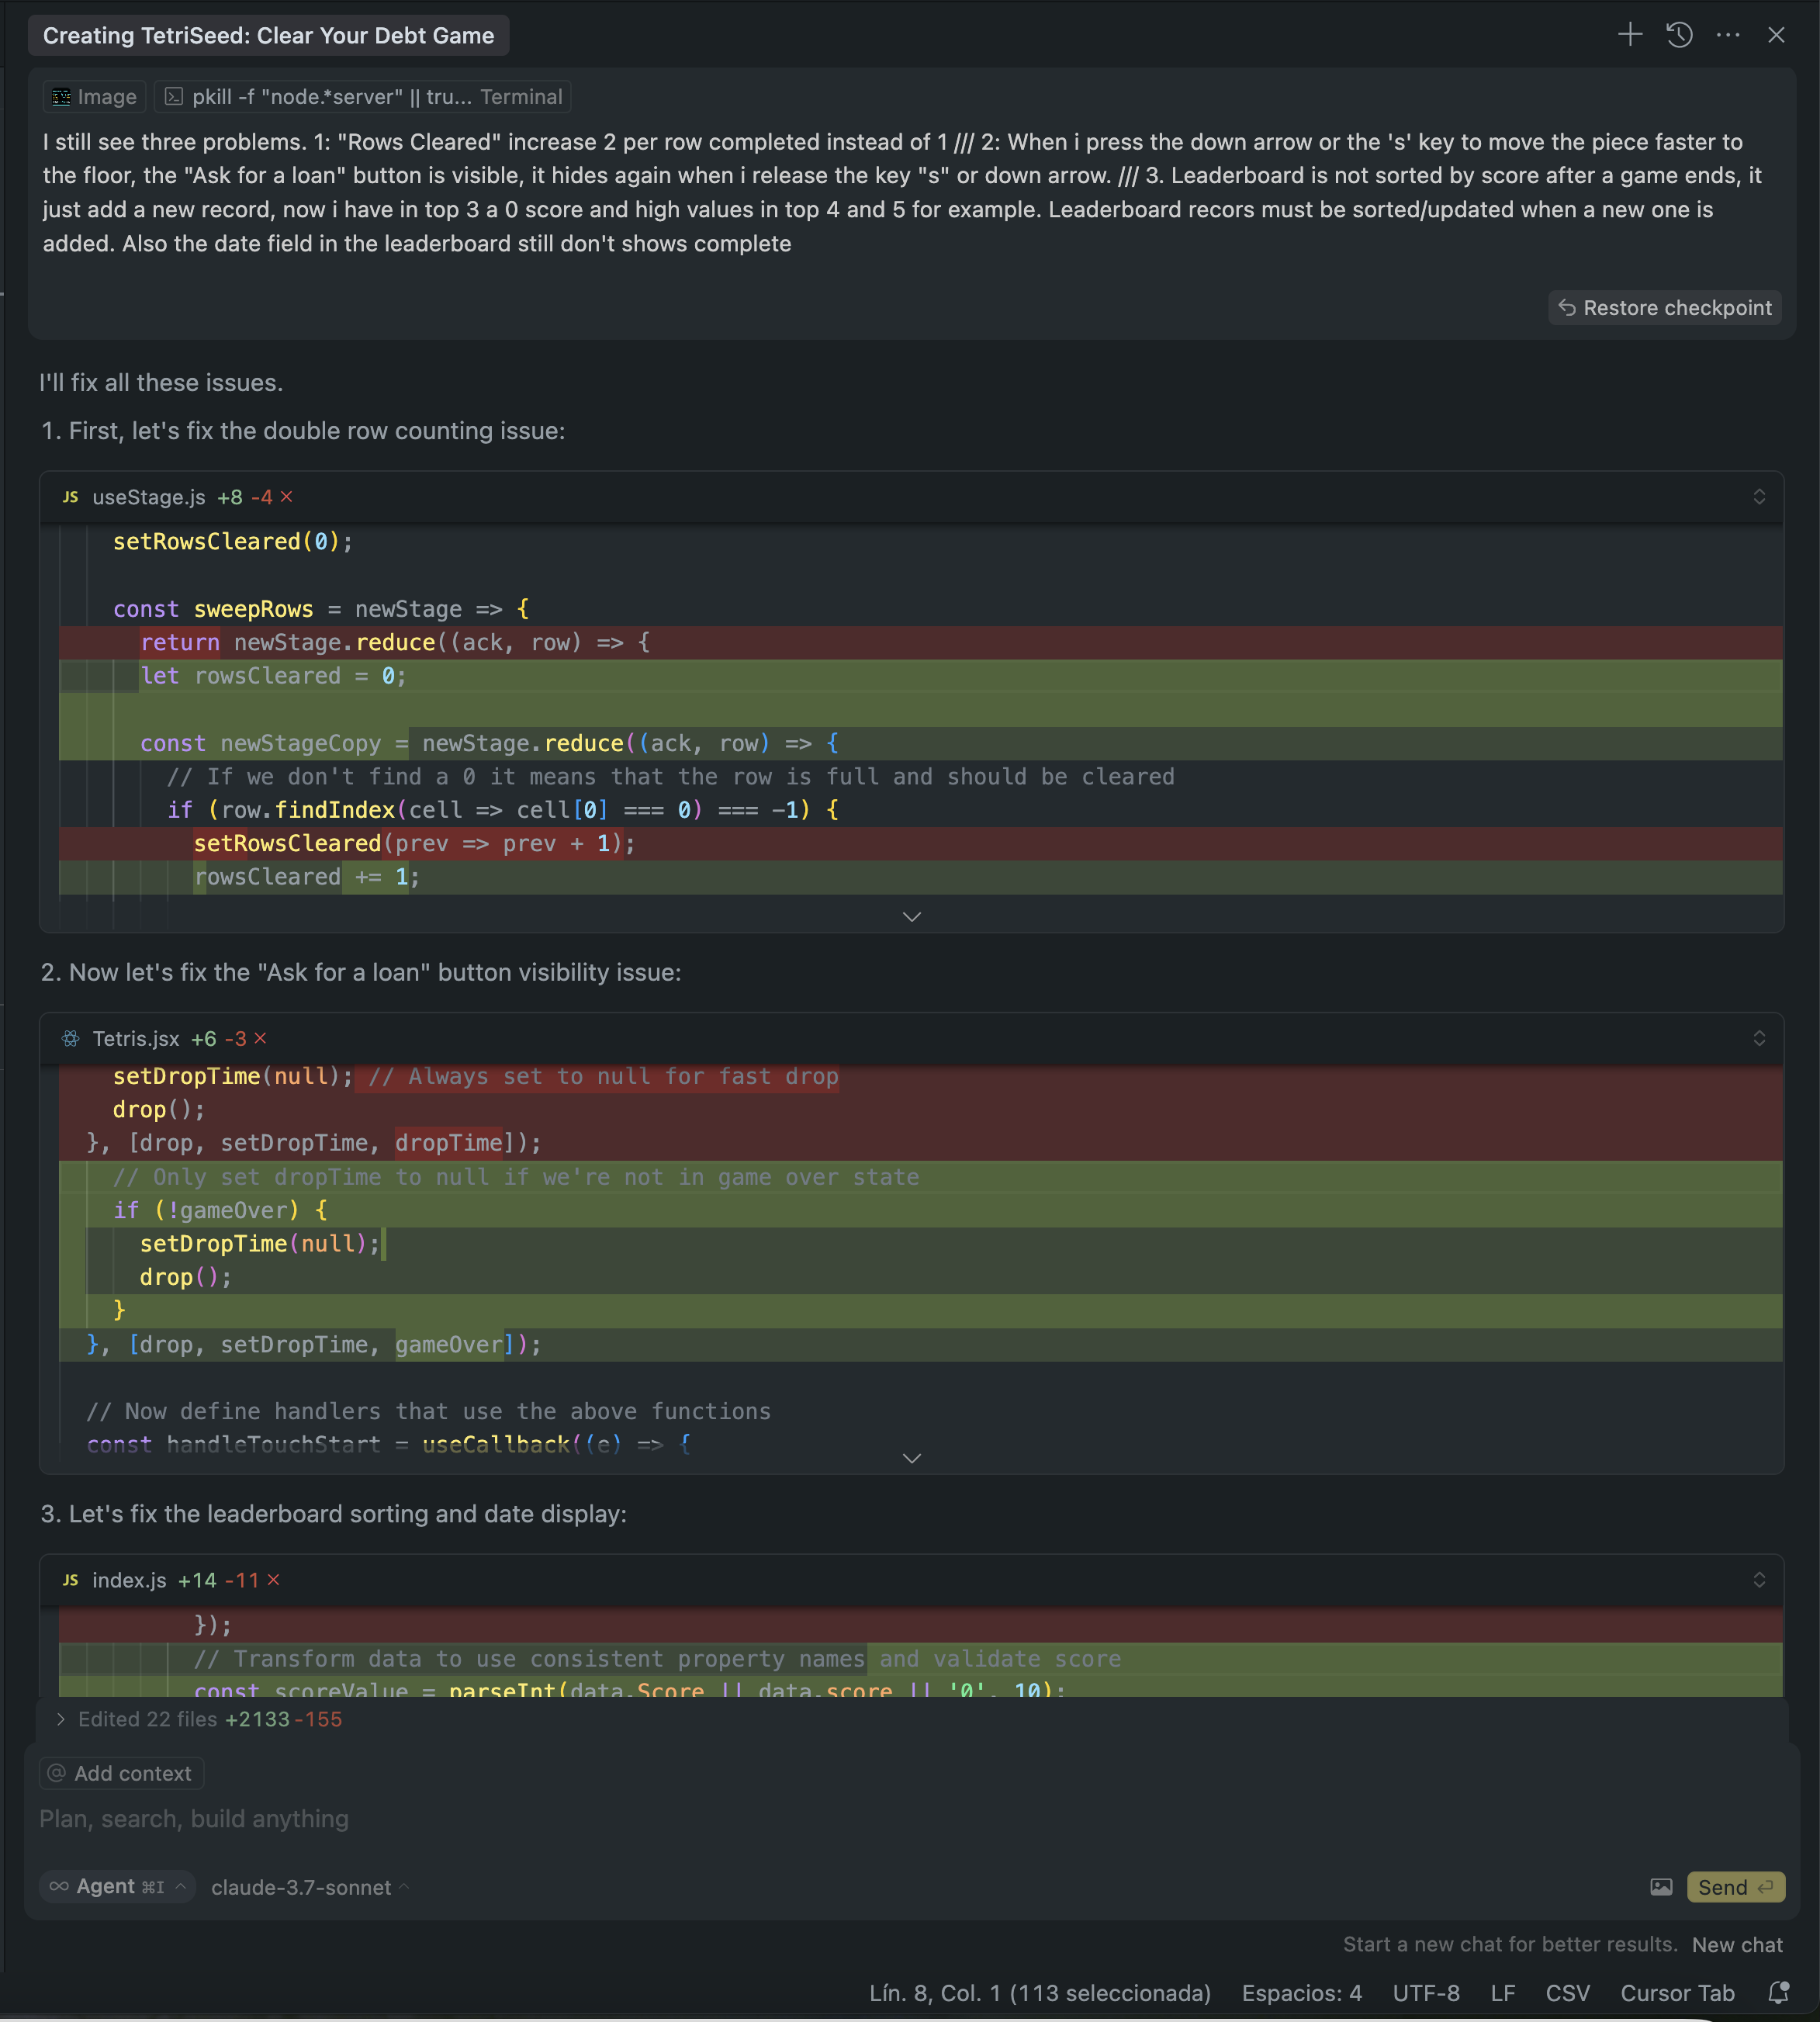 Creating TetriSeed: Clear Your Debt Game
Image
pkill -f "node.*server" || tru... Terminal
I still see three problems. 1: "Rows Cleared" increase 2 per row completed instead of 1 /// 2: When i press the down arrow or the 's' key to move the piece faster to
the floor, the "Ask for a loan" button is visible, it hides again when i release the key "s" or down arrow. /// 3. Leaderboard is not sorted by score after a game ends, it
just add a new record, now i have in top 3 a 0 score and high values in top 4 and 5 for example. Leaderboard recors must be sorted/updated when a new one is
added. Also the date field in the leaderboard still don't shows complete
Restore checkpoint
I'll fix all these issues.
1. First, let's fix the double row counting issue:
JS useStage.js +8 -4
setRowsCleared(0);
const sweepRows = newStage => {
return newStage.reduce((ack, row) => {
let rowsCleared = 0;
const newStageCopy = newStage.reduce((ack, row) => {
// If we don't find a 0 it means that the row is full and should be cleared
if (row.findIndex(cell => cell[0] === 0) === -1) {
setRowsCleared(prev => prev + 1);
rowsCleared += 1;
2. Now let's fix the "Ask for a loan" button visibility issue:
Tetris.jsx +6 -3
setDropTime(null); // Always set to null for fast drop
drop();
}, [drop, setDropTime, dropTime]);
// Only set dropTime to null if we're not in game over state
if (!gameOver) {
setDropTime(null);
drop();
}
}, [drop, setDropTime, gameOver]);
// Now define handlers that use the above functions
const handleTouchStart = useCallback((e) => {
3. Let's fix the leaderboard sorting and date display:
JS index.js +14 -11
});
// Transform data to use consistent property names and validate score
const scoreValue = parseInt(data.Score || data.score || '0', 10);
Edited 22 files +2133 -155
@ Add context
Plan, search, build anything
Agent ⌘I claude-3.7-sonnet
Send
Start a new chat for better results. New chat
Lín. 8, Col. 1 (113 seleccionada) Espacios: 4 UTF-8 LF CSV Cursor Tab